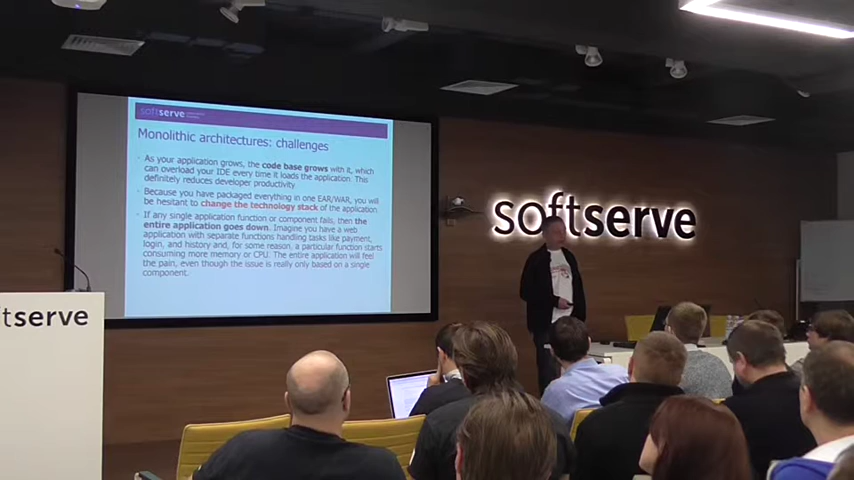 softserve
Monolithic architectures: challenges
As your application grows, the code base grows with it, which
can overload your IDE every time it loads the application. This
definitely reduces developer productivity.
Because you have packaged everything in one EAR/WAR, you will
be hesitant to change the technology stack of the application
If any single application function or component fails, then the
entire application goes down. Imagine you have a web
application with separate functions handling tasks like payment,
login, and history and, for some reason, a particular function starts
consuming more memory or CPU. The entire application will feel
the pain, even though the issue is really only based on a single
component.
softserve
ftserve